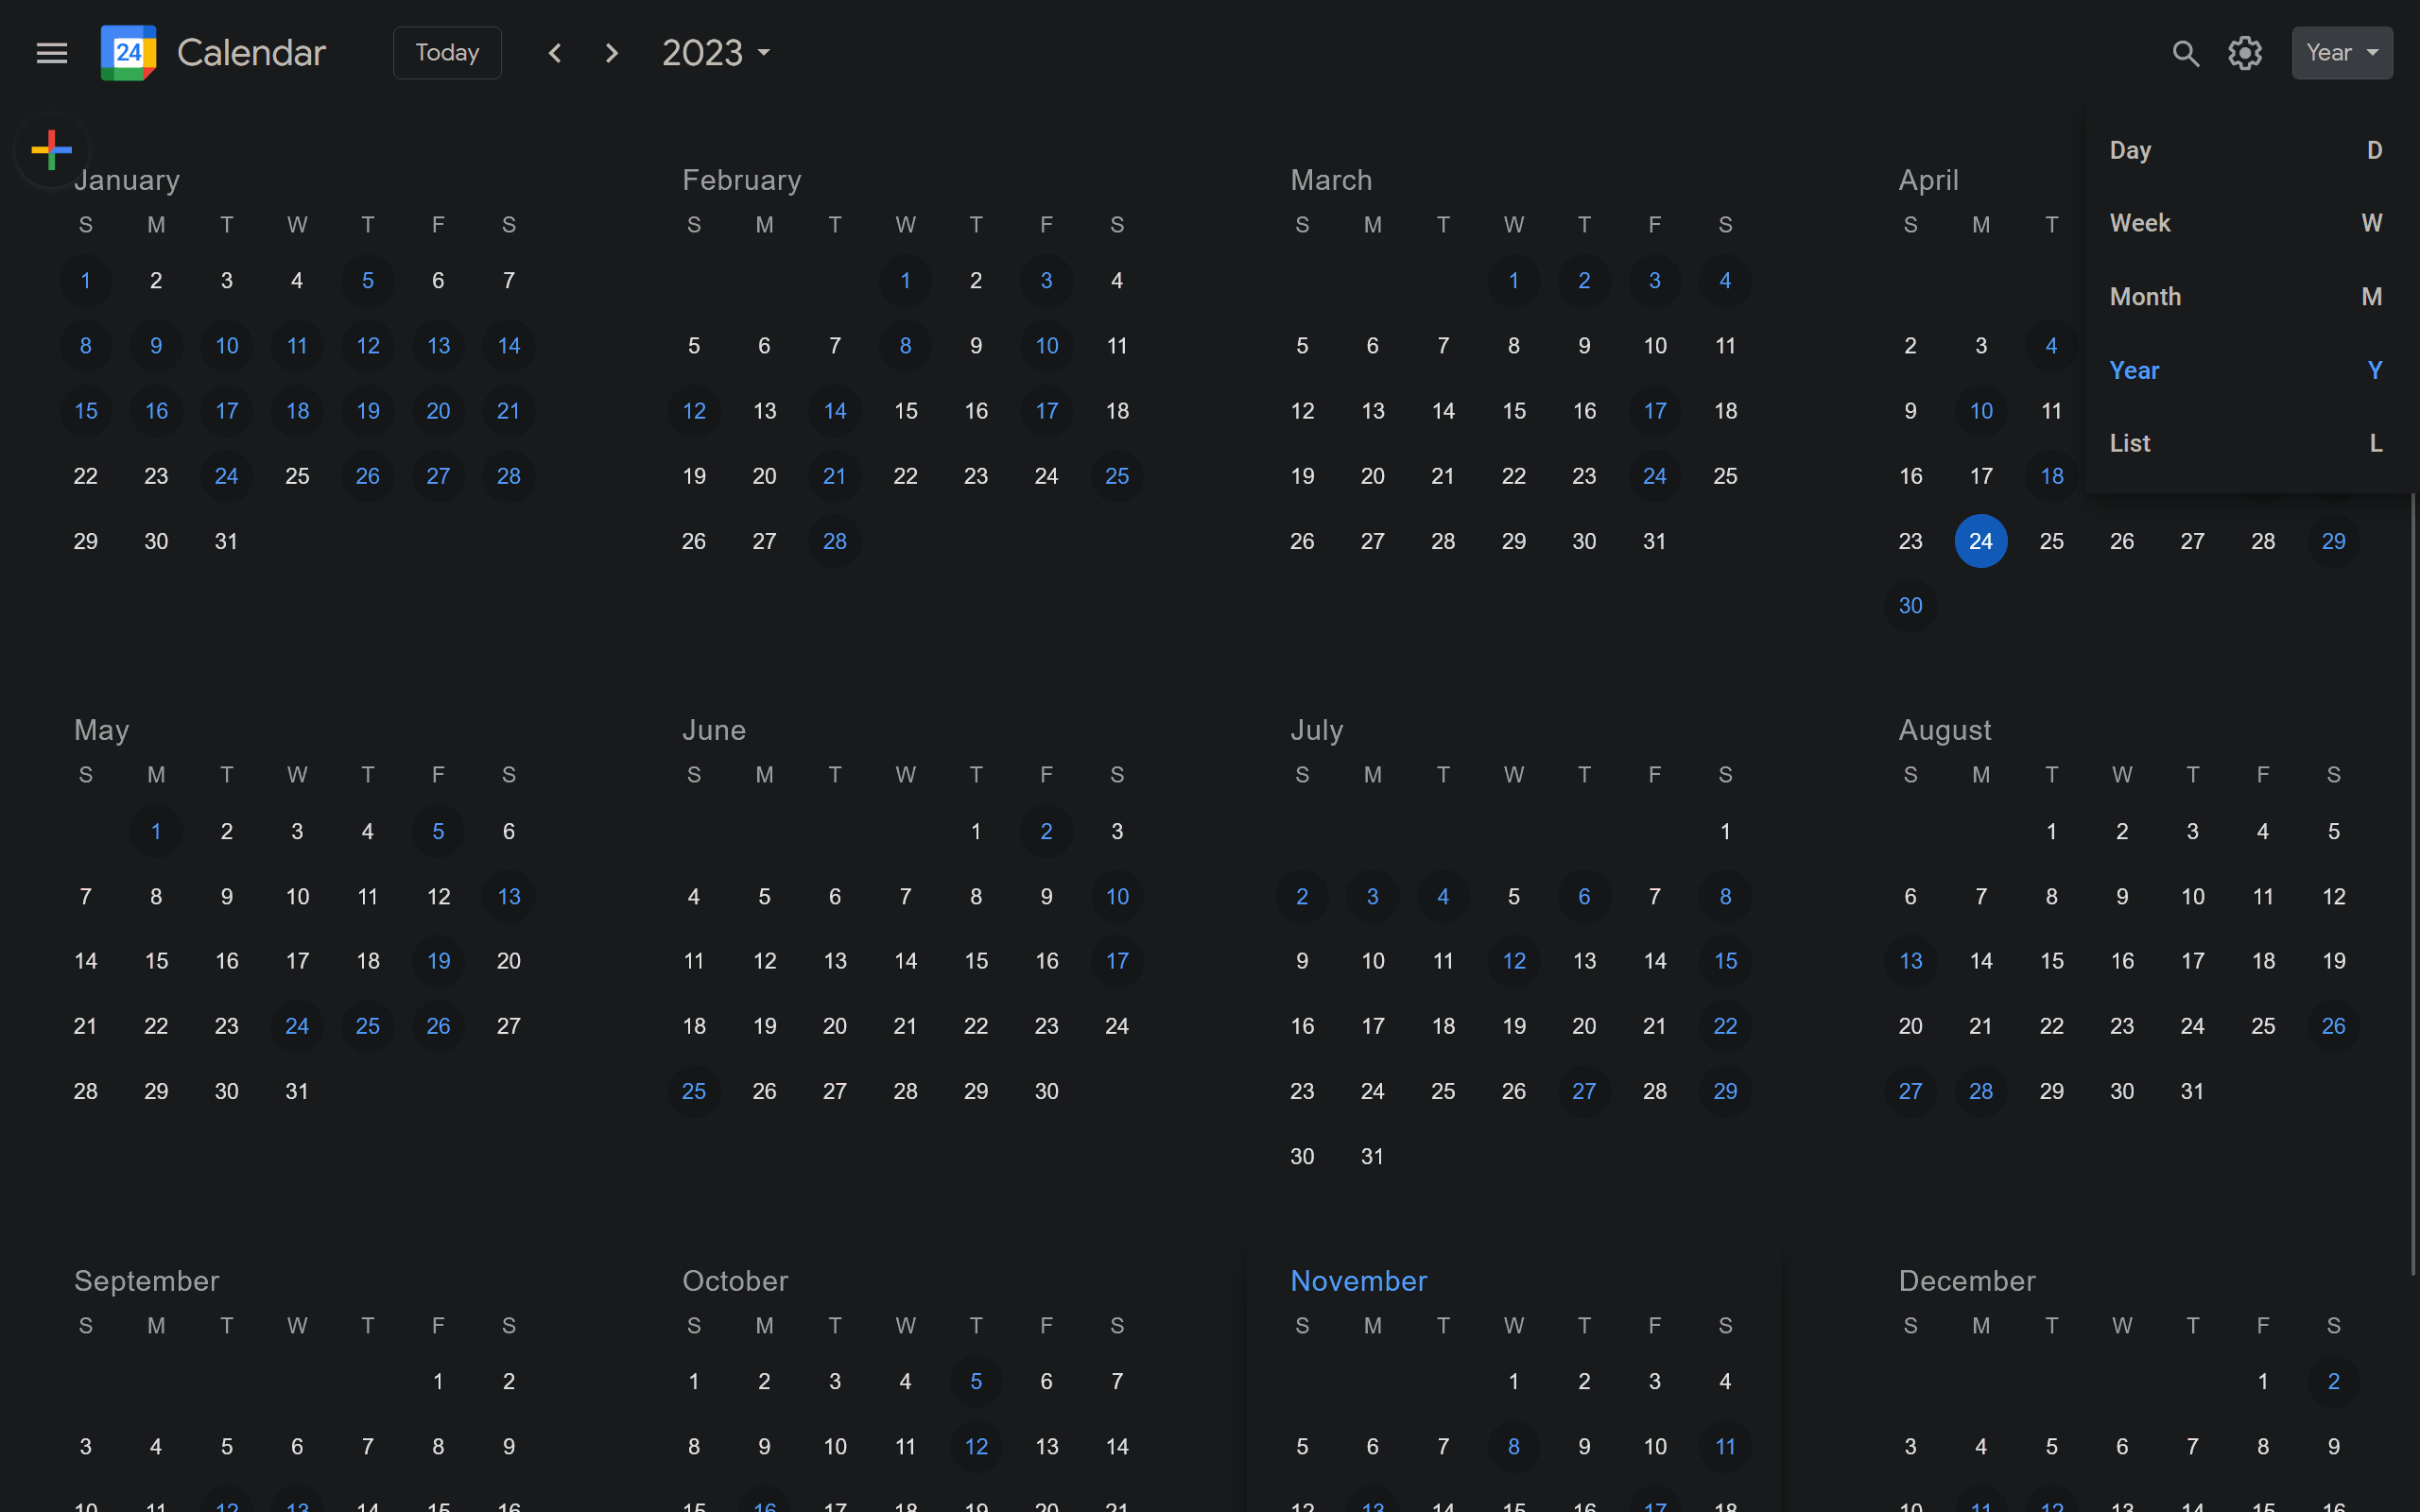 24 Calendar Today 2023 Year
Day D
Week W
Month M
Year Y
List L
January
S M T W T F S
1 2 3 4 5 6 7
8 9 10 11 12 13 14
15 16 17 18 19 20 21
22 23 24 25 26 27 28
29 30 31
February
S M T W T F S
1 2 3 4
5 6 7 8 9 10 11
12 13 14 15 16 17 18
19 20 21 22 23 24 25
26 27 28
March
S M T W T F S
1 2 3 4
5 6 7 8 9 10 11
12 13 14 15 16 17 18
19 20 21 22 23 24 25
26 27 28 29 30 31
April
S M T
2 3 4
9 10 11
16 17 18
23 24 25 26 27 28 29
30
May
S M T W T F S
1 2 3 4 5 6
7 8 9 10 11 12 13
14 15 16 17 18 19 20
21 22 23 24 25 26 27
28 29 30 31
June
S M T W T F S
1 2 3
4 5 6 7 8 9 10
11 12 13 14 15 16 17
18 19 20 21 22 23 24
25 26 27 28 29 30
July
S M T W T F S
1
2 3 4 5 6 7 8
9 10 11 12 13 14 15
16 17 18 19 20 21 22
23 24 25 26 27 28 29
30 31
August
S M T W T F S
1 2 3 4 5
6 7 8 9 10 11 12
13 14 15 16 17 18 19
20 21 22 23 24 25 26
27 28 29 30 31
September
S M T W T F S
1 2
3 4 5 6 7 8 9
10 11 12 13 14 15 16
October
S M T W T F S
1 2 3 4 5 6 7
8 9 10 11 12 13 14
15 16 17 18 19 20 21
November
S M T W T F S
1 2 3 4
5 6 7 8 9 10 11
12 13 14 15 16 17 18
December
S M T W T F S
1 2
3 4 5 6 7 8 9
10 11 12 13 14 15 16